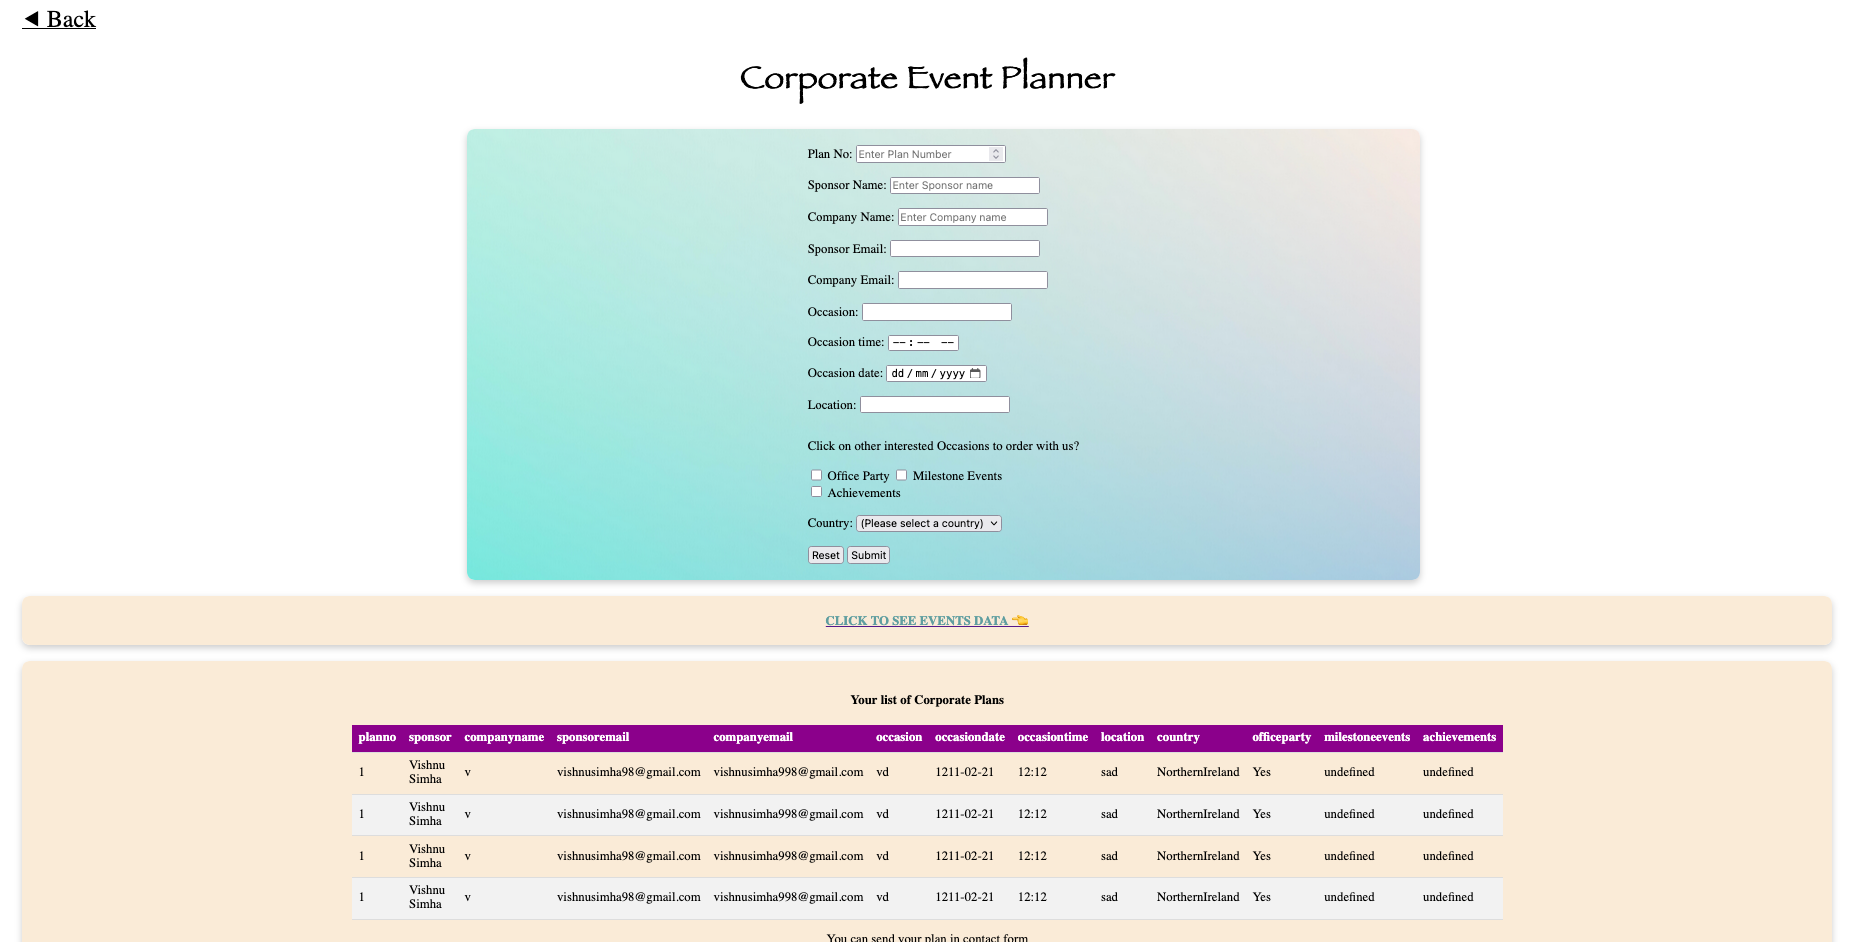 ◄ Back
Corporate Event Planner
Plan No: Enter Plan Number
Sponsor Name: Enter Sponsor name
Company Name: Enter Company name
Sponsor Email:
Company Email:
Occasion:
Occasion time: --:-- --
Occasion date: dd/mm/yyyy
Location:
Click on other interested Occasions to order with us?
Office Party Milestone Events
Achievements
Country: (Please select a country)
Reset Submit
CLICK TO SEE EVENTS DATA 👈
Your list of Corporate Plans
planno sponsor companyname sponsoremail companyemail occasion occasiondate occasiontime location country officeparty milestoneevents achievements
1 Vishnu Simha v vishnusimha98@gmail.com vishnusimha998@gmail.com vd 1211-02-21 12:12 sad NorthernIreland Yes undefined undefined
1 Vishnu Simha v vishnusimha98@gmail.com vishnusimha998@gmail.com vd 1211-02-21 12:12 sad NorthernIreland Yes undefined undefined
1 Vishnu Simha v vishnusimha98@gmail.com vishnusimha998@gmail.com vd 1211-02-21 12:12 sad NorthernIreland Yes undefined undefined
1 Vishnu Simha v vishnusimha98@gmail.com vishnusimha998@gmail.com vd 1211-02-21 12:12 sad NorthernIreland Yes undefined undefined
You can send your plan in contact form